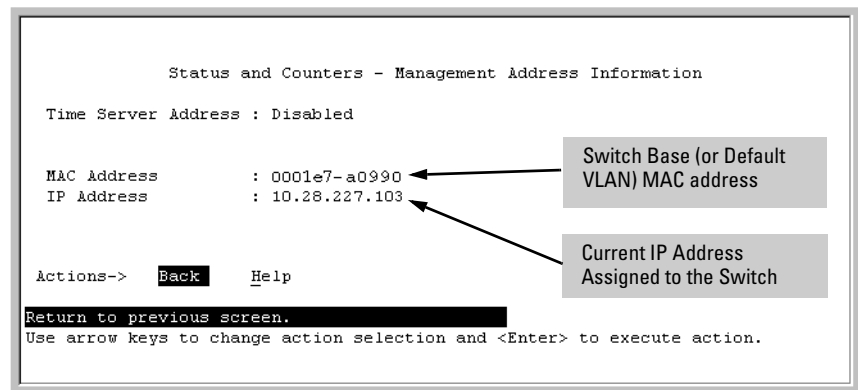 Status and Counters - Management Address Information
Time Server Address : Disabled
MAC Address : 0001e7-a0990
IP Address : 10.28.227.103
Switch Base (or Default
VLAN) MAC address
Current IP Address
Assigned to the Switch
Actions-> Back Help
Return to previous screen.
Use arrow keys to change action selection and <Enter> to execute action.